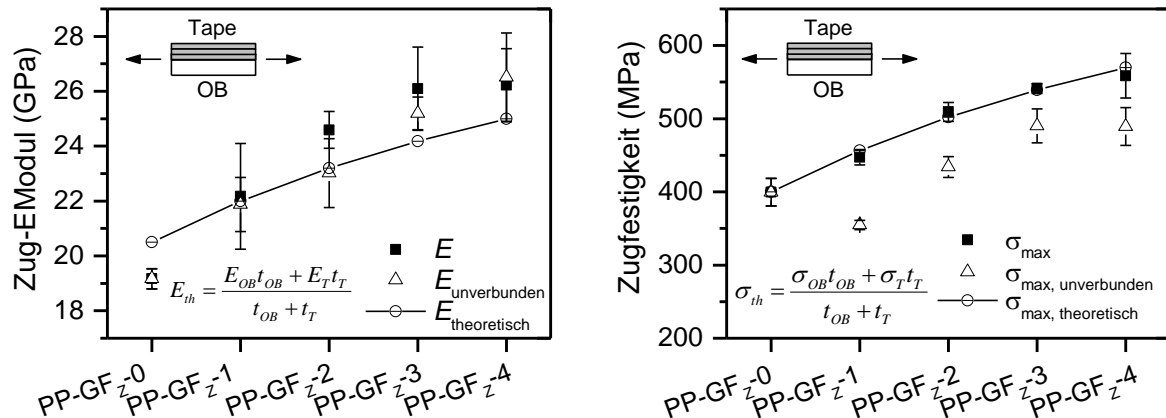 Zug-EModul (GPa)
28
26
24
22
20
18
Tape
OB
E
E_unverbunden
E_theoretisch
E_th = (E_OB t_OB + E_T t_T) / (t_OB + t_T)
PP-GF_Z-0
PP-GF_Z-1
PP-GF_Z-2
PP-GF_Z-3
PP-GF_Z-4
Zugfestigkeit (MPa)
600
500
400
300
200
Tape
OB
σ_max
σ_max, unverbunden
σ_max, theoretisch
σ_th = (σ_OB t_OB + σ_T t_T) / (t_OB + t_T)
PP-GF_Z-0
PP-GF_Z-1
PP-GF_Z-2
PP-GF_Z-3
PP-GF_Z-4